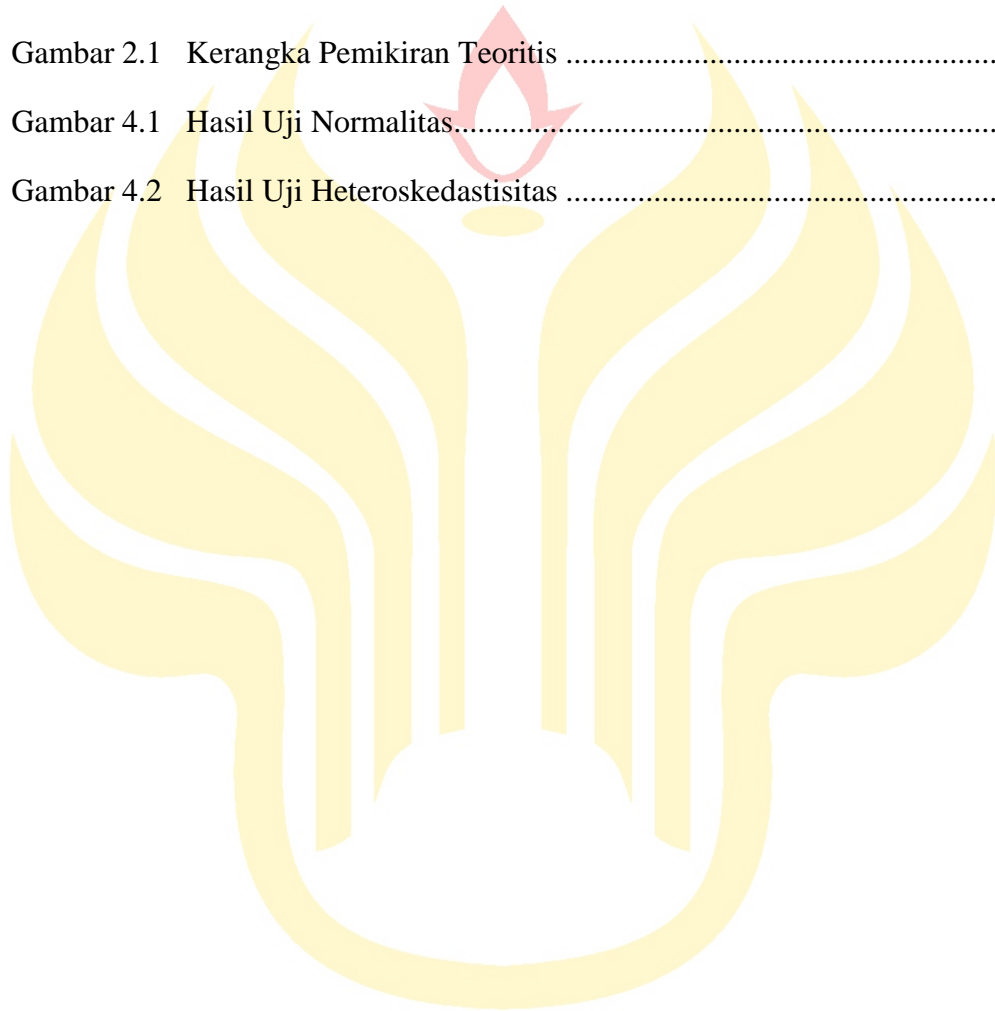 Gambar 2.1 Kerangka Pemikiran Teoritis ......................................................
Gambar 4.1 Hasil Uji Normalitas....................................................................
Gambar 4.2 Hasil Uji Heteroskedastisitas ......................................................